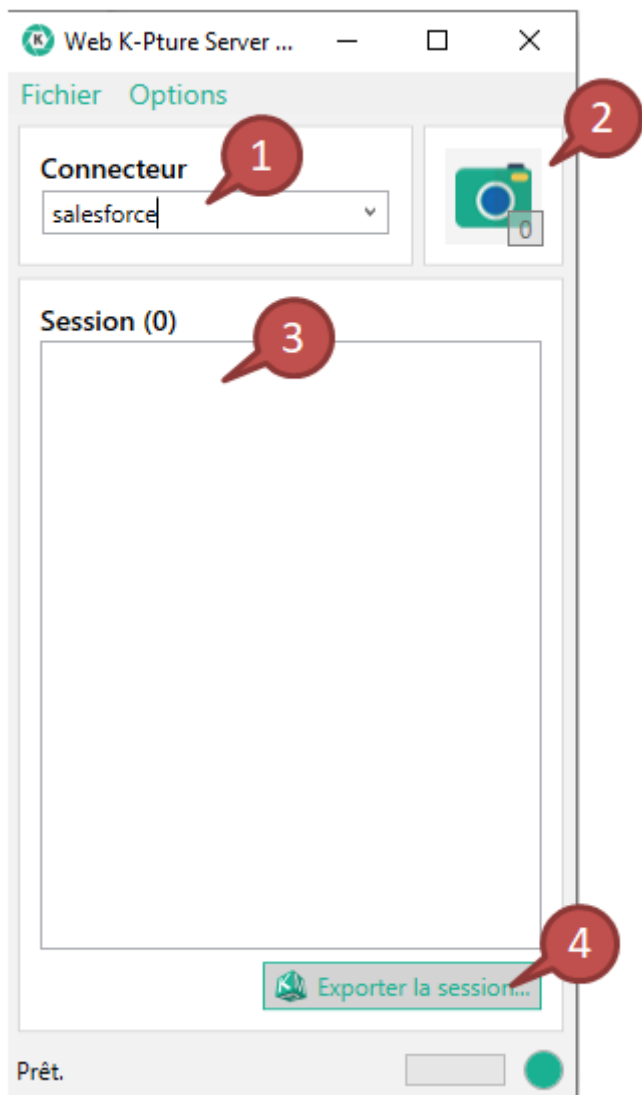 Web K-Pture Server ...
Fichier Options
2
1
Connecteur
salesforce
0
Session (0)
3
4
Exporter la session...
Prêt.